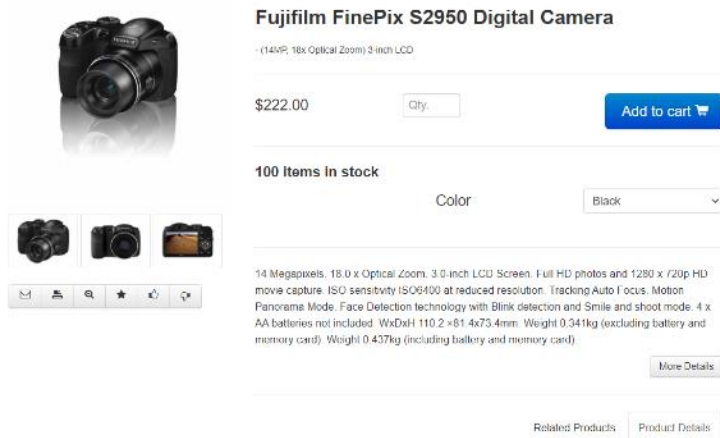 Fujifilm FinePix S2950 Digital Camera
- (14MP, 18x Optical Zoom) 3-inch LCD
$222.00
Qty.
Add to cart
100 items in stock
Color
Black
14 Megapixels. 18.0 x Optical Zoom. 3.0-inch LCD Screen. Full HD photos and 1280 x 720p HD
movie capture. ISO sensitivity ISO6400 at reduced resolution. Tracking Auto Focus. Motion
Panorama Mode. Face Detection technology with Blink detection and Smile and shoot mode. 4 x
AA batteries not included. WxDxH 110.2 ×81.4x73.4mm. Weight 0.341kg (excluding battery and
memory card). Weight 0.437kg (including battery and memory card)
More Details
Related Products
Product Details